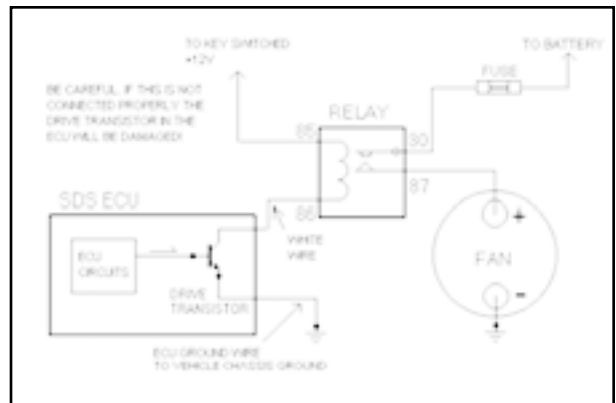 TO KEY SWITCHED
+12V
TO BATTERY
FUSE
BE CAREFUL, IF THIS IS NOT
CONNECTED PROPERLY THE
DRIVE TRANSISTOR IN THE
ECU WILL BE DAMAGED!
RELAY
85
30
87
86
SDS ECU
WHITE
WIRE
ECU
CIRCUITS
+
FAN
-
DRIVE
TRANSISTOR
ECU GROUND WIRE
TO VEHICLE CHASSIS GROUND